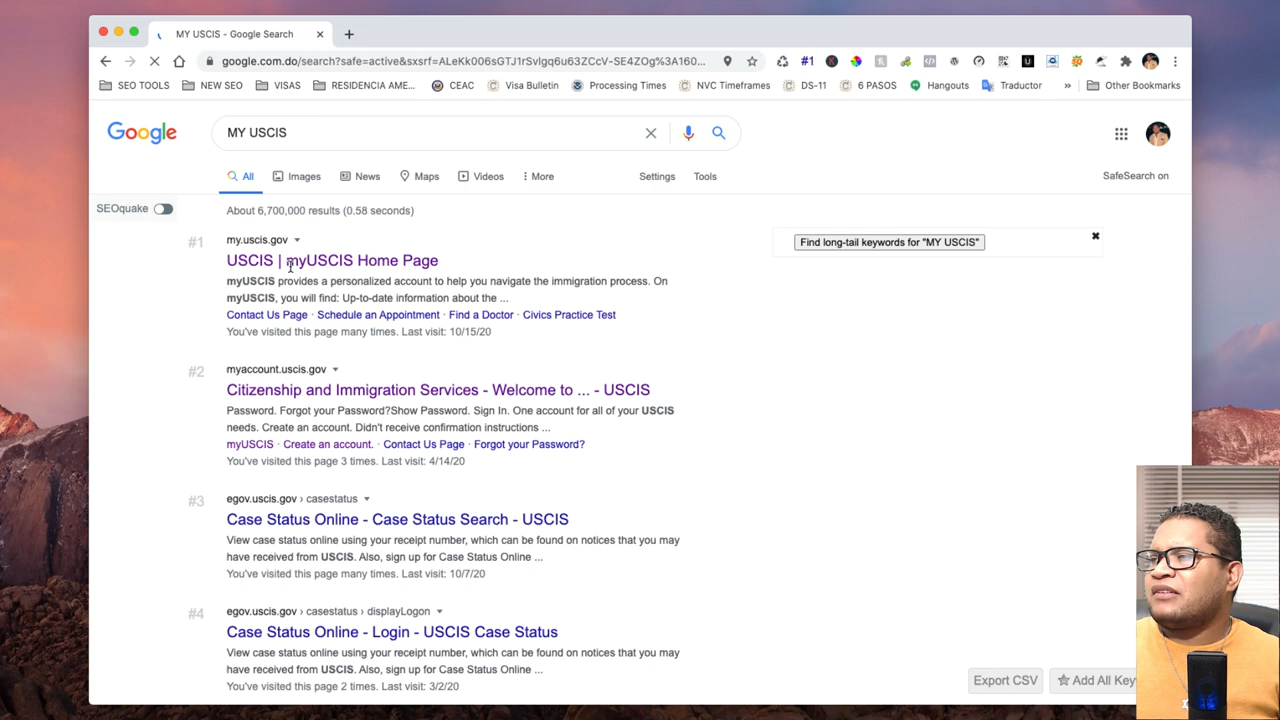 MY USCIS - Google Search
google.com.do/search?safe=active&sxsrf=ALeKk006sGTJ1rSvlgq6u63ZCcV-SE4ZOg%3A160...
SEO TOOLS NEW SEO VISAS RESIDENCIA AME... CEAC Visa Bulletin Processing Times NVC Timeframes DS-11 6 PASOS Hangouts Traductor » Other Bookmarks
Google MY USCIS
All Images News Maps Videos More Settings Tools SafeSearch on
SEOquake
About 6,700,000 results (0.58 seconds)
#1 my.uscis.gov
Find long-tail keywords for "MY USCIS"
USCIS | myUSCIS Home Page
myUSCIS provides a personalized account to help you navigate the immigration process. On
myUSCIS, you will find: Up-to-date information about the ...
Contact Us Page · Schedule an Appointment · Find a Doctor · Civics Practice Test
You've visited this page many times. Last visit: 10/15/20
#2 myaccount.uscis.gov
Citizenship and Immigration Services - Welcome to ... - USCIS
Password. Forgot your Password?Show Password. Sign In. One account for all of your USCIS
needs. Create an account. Didn't receive confirmation instructions ...
myUSCIS · Create an account. · Contact Us Page · Forgot your Password?
You've visited this page 3 times. Last visit: 4/14/20
#3 egov.uscis.gov › casestatus
Case Status Online - Case Status Search - USCIS
View case status online using your receipt number, which can be found on notices that you may
have received from USCIS. Also, sign up for Case Status Online ...
You've visited this page many times. Last visit: 10/7/20
#4 egov.uscis.gov › casestatus › displayLogon
Case Status Online - Login - USCIS Case Status
View case status online using your receipt number, which can be found on notices that you may
have received from USCIS. Also, sign up for Case Status Online ...
You've visited this page 2 times. Last visit: 3/2/20
Export CSV Add All Key